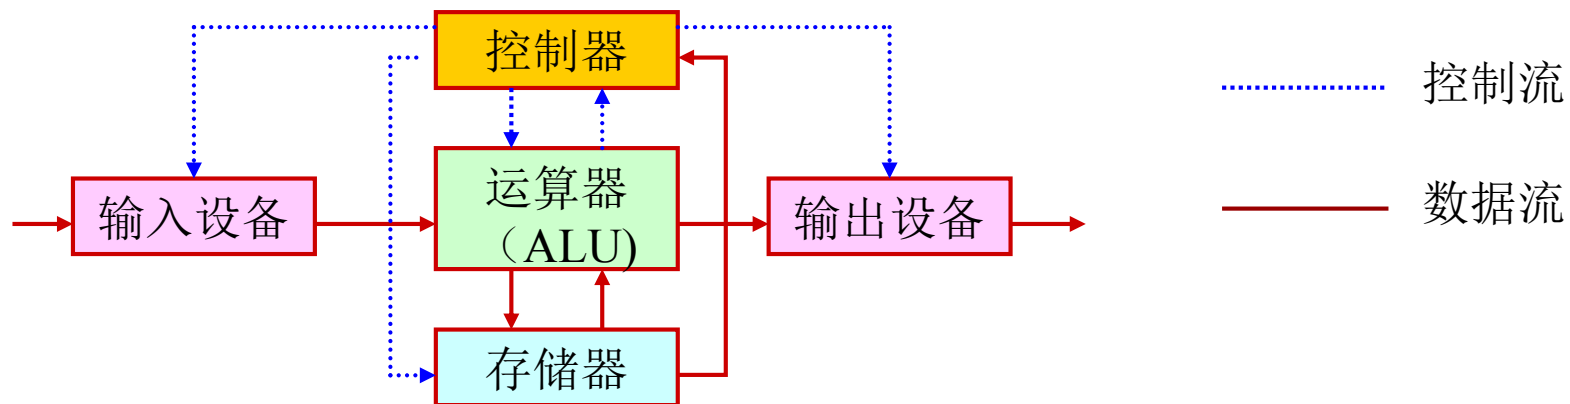 控制器
控制流
运算器
（ALU)
输入设备
输出设备
数据流
存储器